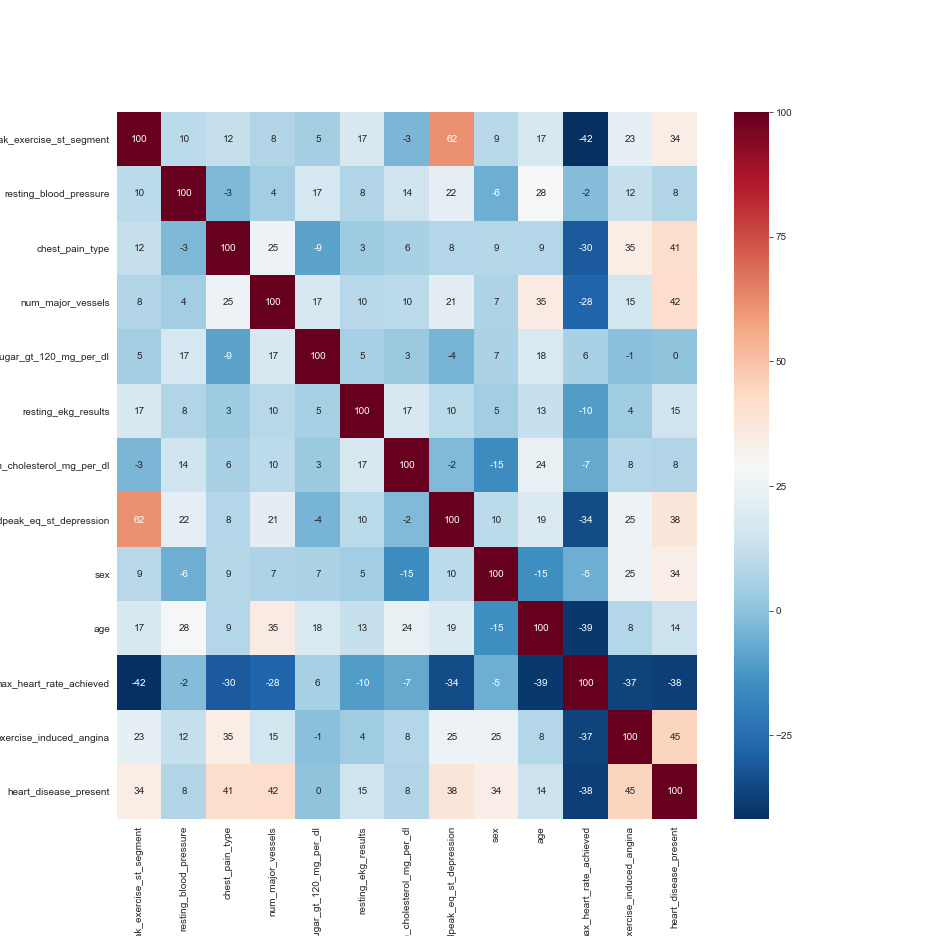 ak_exercise_st_segment 100 10 12 8 5 17 -3 62 9 17 -42 23 34
resting_blood_pressure 10 100 -3 4 17 8 14 22 -6 28 -2 12 8
chest_pain_type 12 -3 100 25 -9 3 6 8 9 9 -30 35 41
num_major_vessels 8 4 25 100 17 10 10 21 7 35 -28 15 42
ugar_gt_120_mg_per_dl 5 17 -9 17 100 5 3 -4 7 18 6 -1 0
resting_ekg_results 17 8 3 10 5 100 17 10 5 13 -10 4 15
_cholesterol_mg_per_dl -3 14 6 10 3 17 100 -2 -15 24 -7 8 8
dpeak_eq_st_depression 62 22 8 21 -4 10 -2 100 10 19 -34 25 38
sex 9 -6 9 7 7 5 -15 10 100 -15 -5 25 34
age 17 28 9 35 18 13 24 19 -15 100 -39 8 14
ax_heart_rate_achieved -42 -2 -30 -28 6 -10 -7 -34 -5 -39 100 -37 -38
xercise_induced_angina 23 12 35 15 -1 4 8 25 25 8 -37 100 45
heart_disease_present 34 8 41 42 0 15 8 38 34 14 -38 45 100
ak_exercise_st_segment
resting_blood_pressure
chest_pain_type
num_major_vessels
ugar_gt_120_mg_per_dl
resting_ekg_results
_cholesterol_mg_per_dl
dpeak_eq_st_depression
sex
age
ax_heart_rate_achieved
xercise_induced_angina
heart_disease_present
100
75
50
25
0
−25